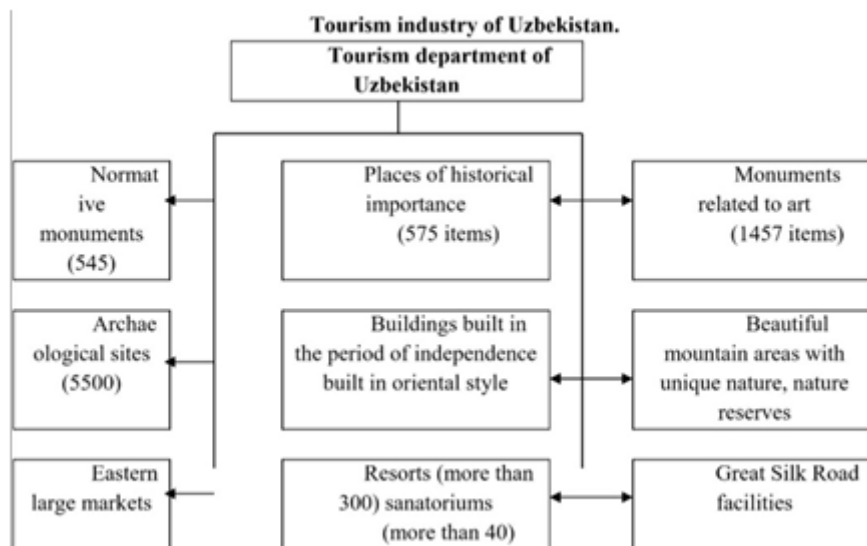 Tourism industry of Uzbekistan.
Tourism department of
Uzbekistan
Normat
ive
monuments
(545)
Places of historical
importance
(575 items)
Monuments
related to art
(1457 items)
Archae
ological sites
(5500)
Buildings built in
the period of independence
built in oriental style
Beautiful
mountain areas with
unique nature, nature
reserves
Eastern
large markets
Resorts (more than
300) sanatoriums
(more than 40)
Great Silk Road
facilities